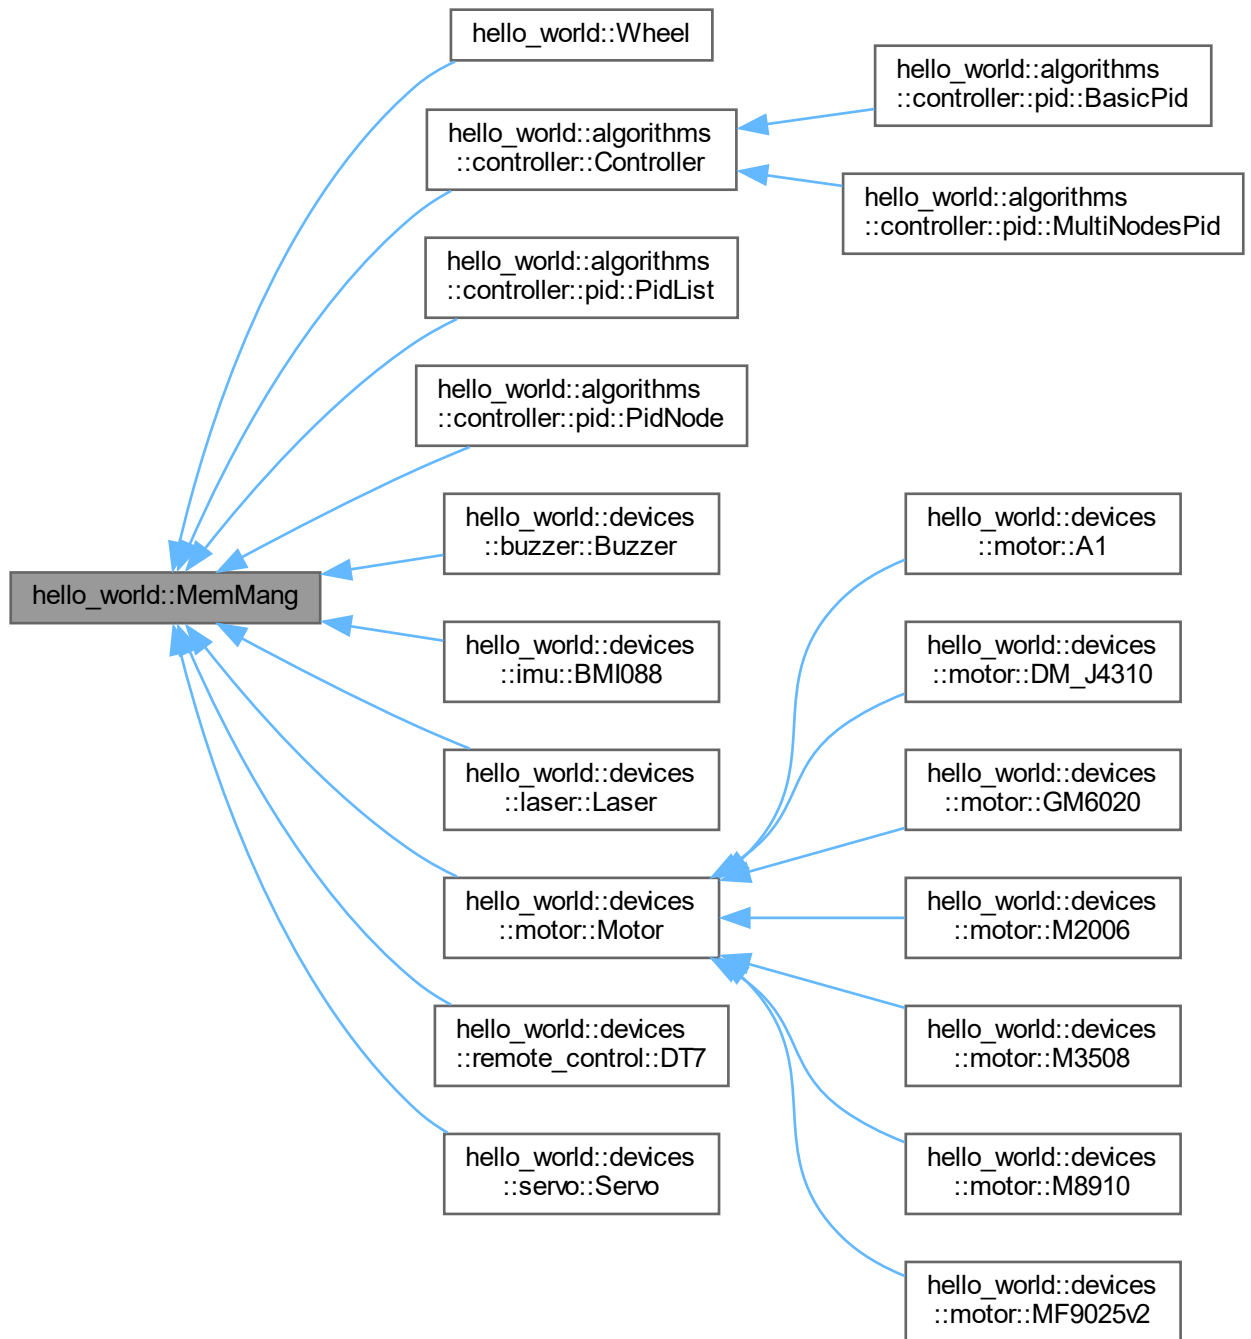 hello_world::Wheel
hello_world::algorithms
::controller::Controller
hello_world::algorithms
::controller::pid::BasicPid
hello_world::algorithms
::controller::pid::MultiNodesPid
hello_world::algorithms
::controller::pid::PidList
hello_world::algorithms
::controller::pid::PidNode
hello_world::MemMang
hello_world::devices
::buzzer::Buzzer
hello_world::devices
::imu::BMI088
hello_world::devices
::laser::Laser
hello_world::devices
::motor::Motor
hello_world::devices
::remote_control::DT7
hello_world::devices
::servo::Servo
hello_world::devices
::motor::A1
hello_world::devices
::motor::DM_J4310
hello_world::devices
::motor::GM6020
hello_world::devices
::motor::M2006
hello_world::devices
::motor::M3508
hello_world::devices
::motor::M8910
hello_world::devices
::motor::MF9025v2